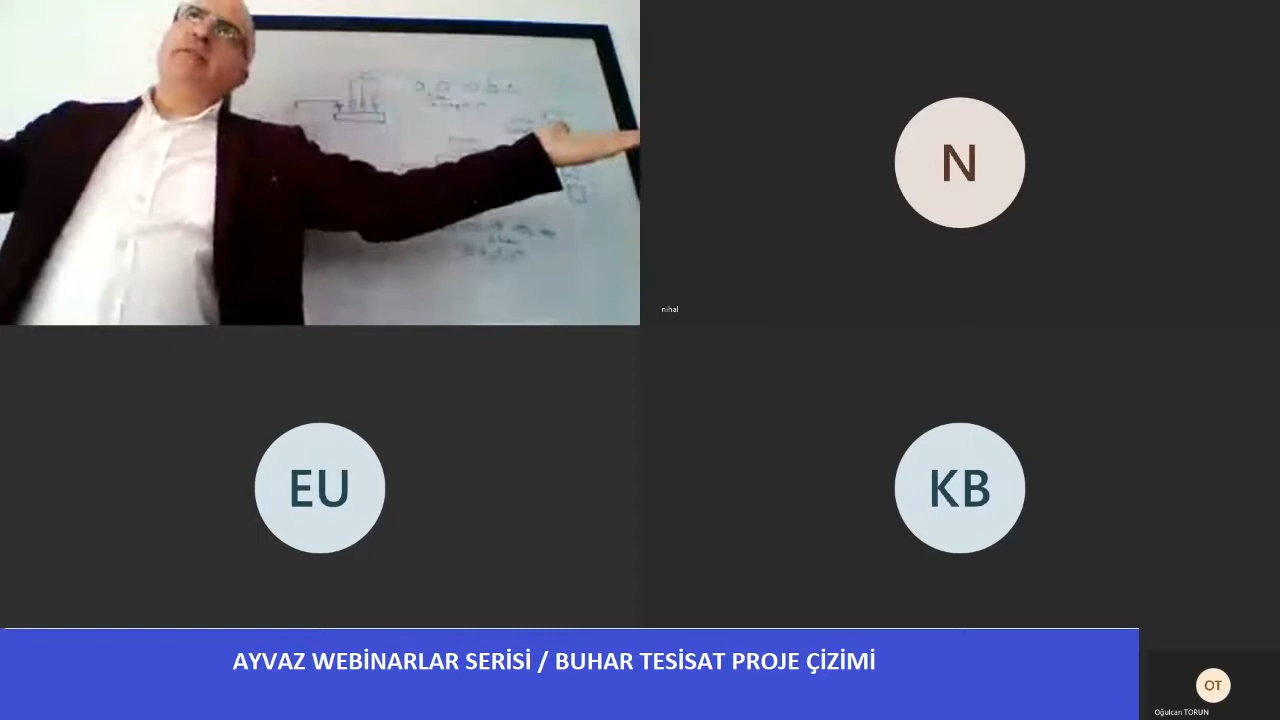 N
nihal
EU
KB
AYVAZ WEBİNARLAR SERİSİ / BUHAR TESİSAT PROJE ÇİZİMİ
OT
Oğulcan TORUN